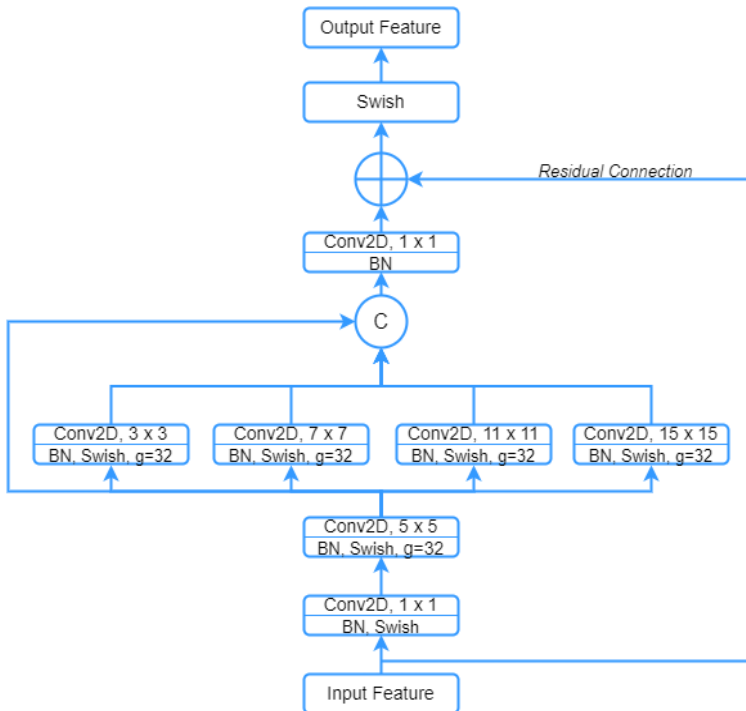 Output Feature
Swish
Residual Connection
Conv2D, 1 x 1
BN
C
Conv2D, 3 x 3
BN, Swish, g=32
Conv2D, 7 x 7
BN, Swish, g=32
Conv2D, 11 x 11
BN, Swish, g=32
Conv2D, 15 x 15
BN, Swish, g=32
Conv2D, 5 x 5
BN, Swish, g=32
Conv2D, 1 x 1
BN, Swish
Input Feature